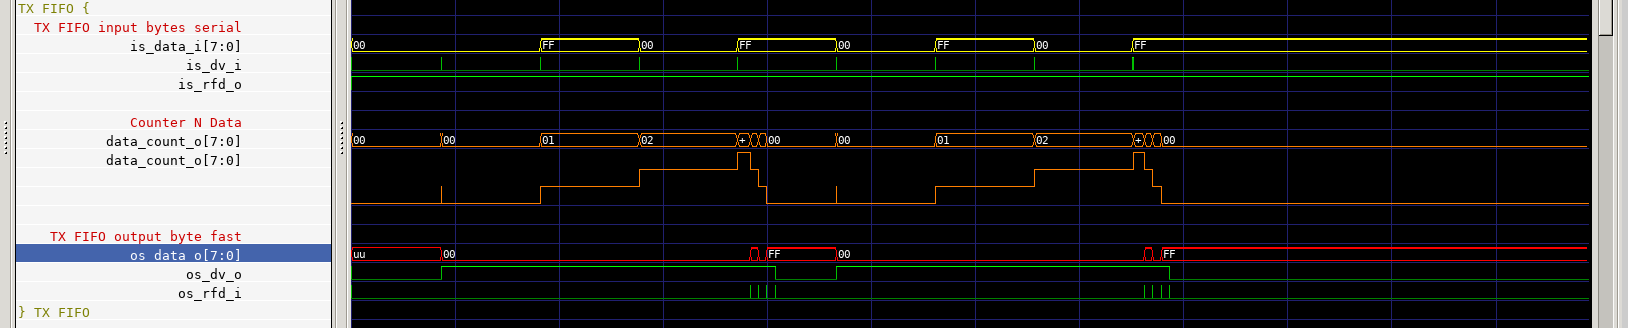 TX FIFO {
TX FIFO input bytes serial
is_data_i[7:0] 00 FF 00 FF 00 FF 00 FF
is_dv_i
is_rfd_o
Counter N Data
data_count_o[7:0] 00 00 01 02 + 00 00 01 02 + 00
data_count_o[7:0]
TX FIFO output byte fast
os_data_o[7:0] uu 00 FF 00 FF
os_dv_o
os_rfd_i
} TX FIFO